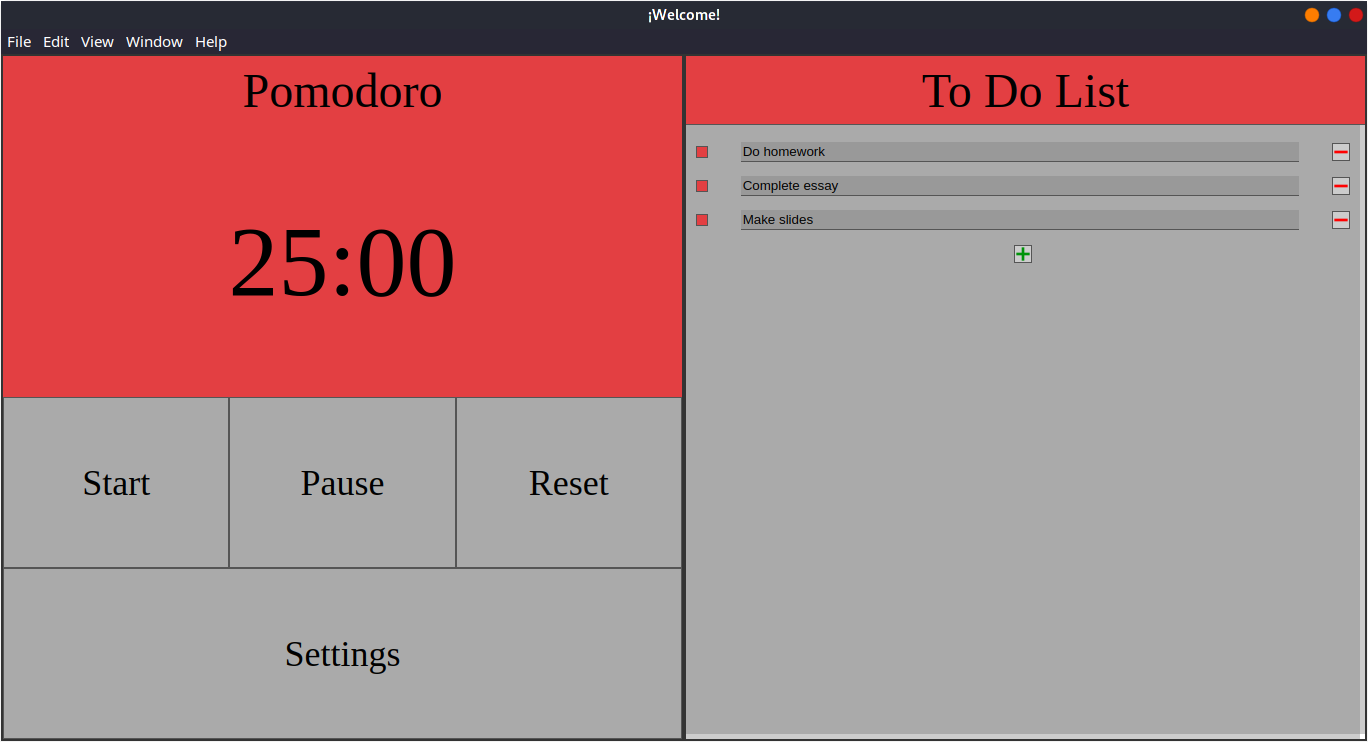 ¡Welcome!
File Edit View Window Help
Pomodoro
25:00
Start Pause Reset
Settings
To Do List
Do homework
Complete essay
Make slides